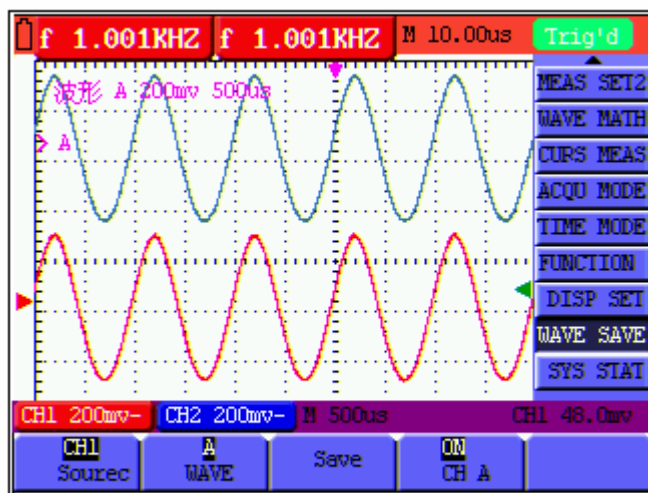 f 1.001KHZ f 1.001KHZ M 10.00us Trig'd
波形 A 200mv 500us
A
MEAS SET2
WAVE MATH
CURS MEAS
ACQU MODE
TIME MODE
FUNCTION
DISP SET
WAVE SAVE
SYS STAT
CH1 200mv- CH2 200mv- M 500us CH1 48.0mv
CH1 A ON
Sourec WAVE Save CH A